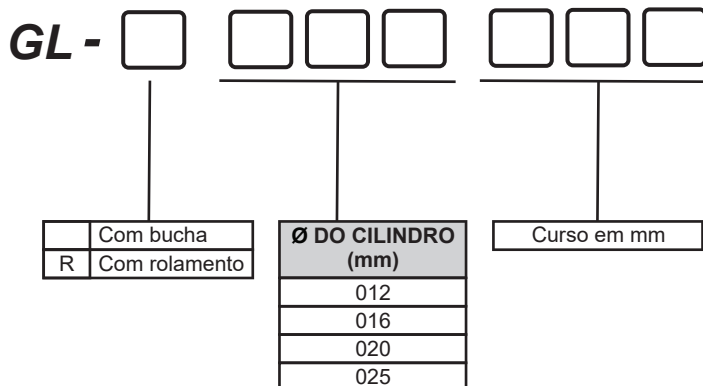 GL -
Com bucha
R Com rolamento
Ø DO CILINDRO
(mm)
012
016
020
025
Curso em mm